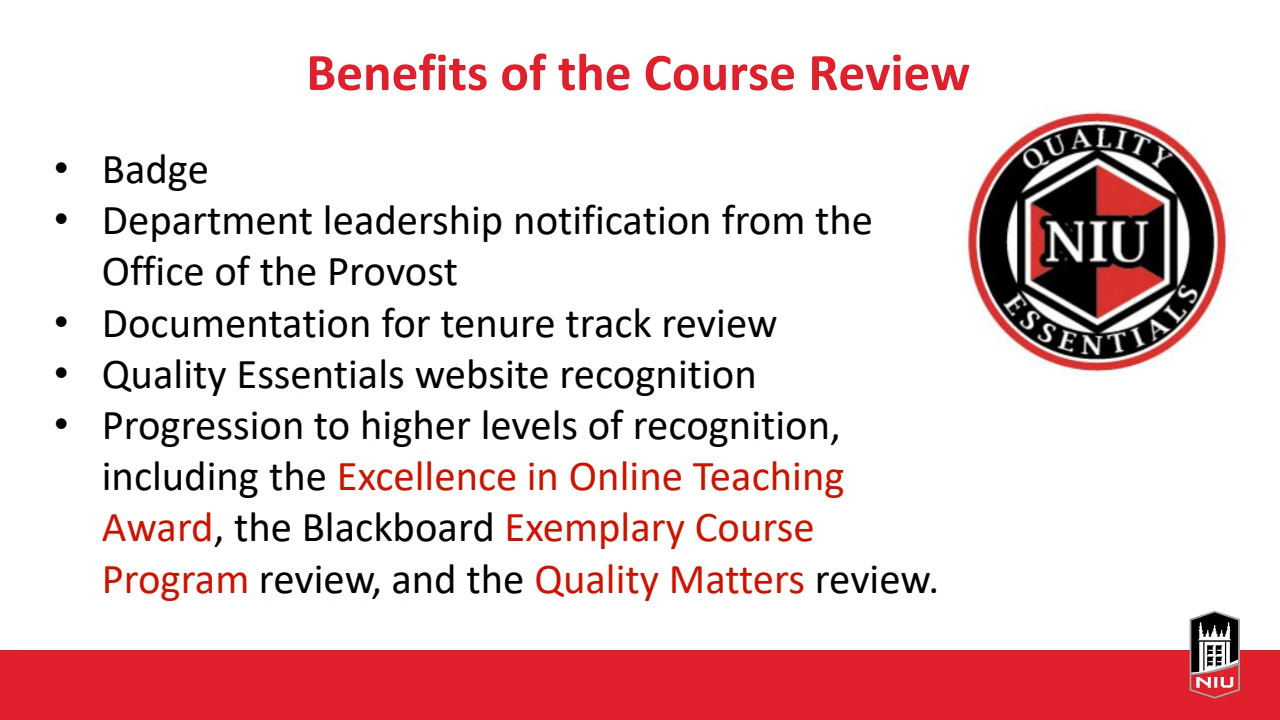 Benefits of the Course Review
• Badge
• Department leadership notification from the
Office of the Provost
• Documentation for tenure track review
• Quality Essentials website recognition
• Progression to higher levels of recognition,
including the Excellence in Online Teaching
Award, the Blackboard Exemplary Course
Program review, and the Quality Matters review.
QUALITY
NIU
ESSENTIALS
NIU